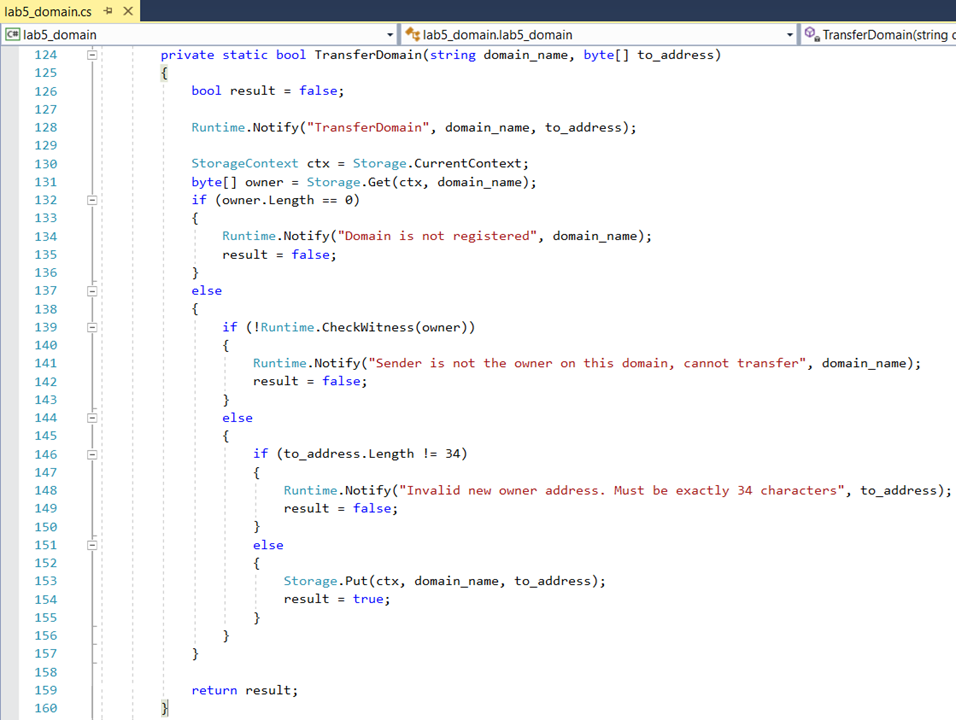 lab5_domain.cs
C# lab5_domain lab5_domain.lab5_domain TransferDomain(string
124 private static bool TransferDomain(string domain_name, byte[] to_address)
125 {
126 bool result = false;
127
128 Runtime.Notify("TransferDomain", domain_name, to_address);
129
130 StorageContext ctx = Storage.CurrentContext;
131 byte[] owner = Storage.Get(ctx, domain_name);
132 if (owner.Length == 0)
133 {
134 Runtime.Notify("Domain is not registered", domain_name);
135 result = false;
136 }
137 else
138 {
139 if (!Runtime.CheckWitness(owner))
140 {
141 Runtime.Notify("Sender is not the owner on this domain, cannot transfer", domain_name);
142 result = false;
143 }
144 else
145 {
146 if (to_address.Length != 34)
147 {
148 Runtime.Notify("Invalid new owner address. Must be exactly 34 characters", to_address);
149 result = false;
150 }
151 else
152 {
153 Storage.Put(ctx, domain_name, to_address);
154 result = true;
155 }
156 }
157 }
158
159 return result;
160 }